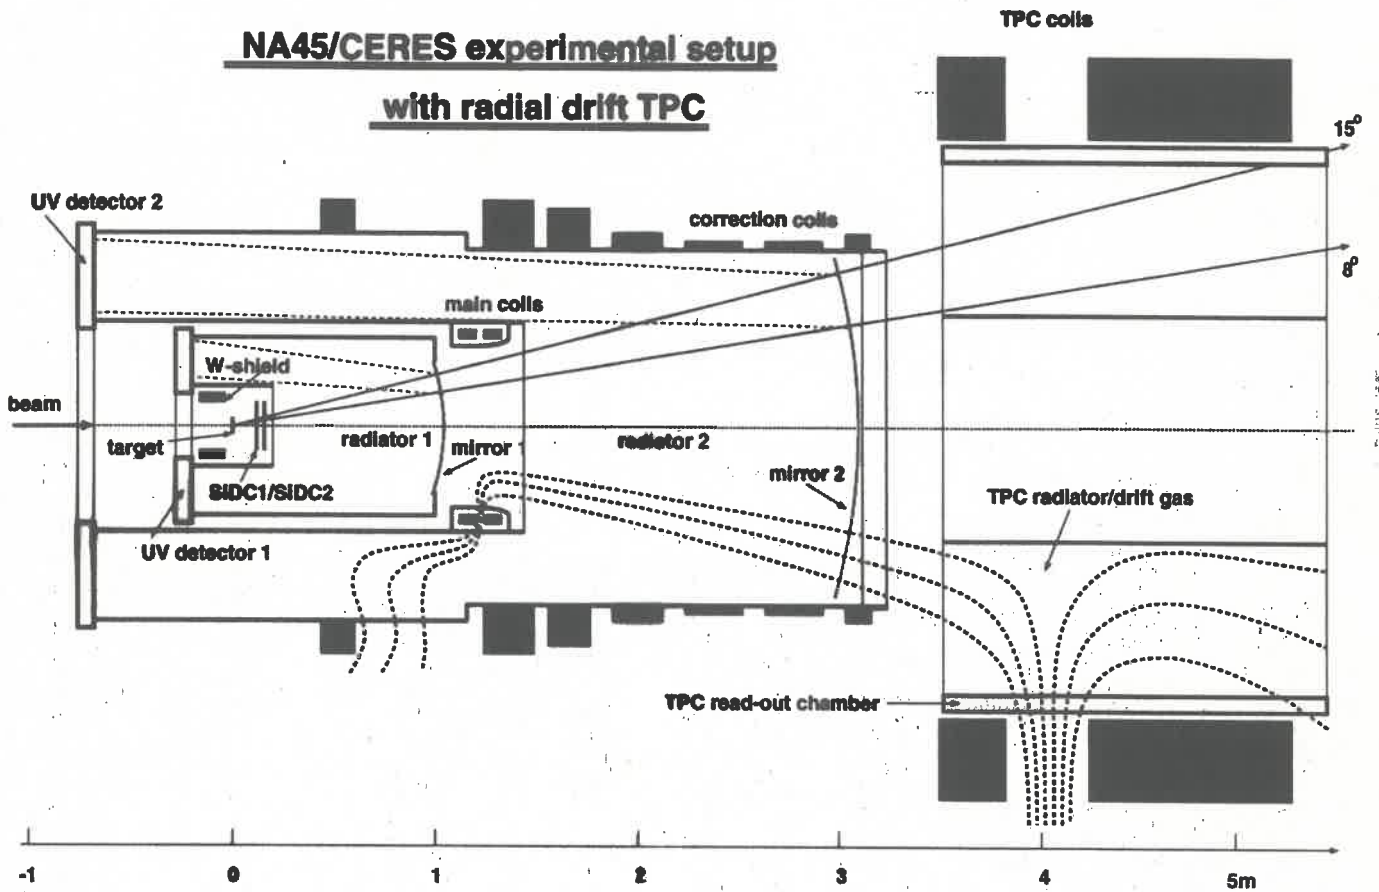 TPC coils
NA45/CERES experimental setup
with radial drift TPC
15°
UV detector 2
correction coils
8°
main coils
W-shield
beam
target
radiator 1
mirror 1
radiator 2
mirror 2
SIDC1/SIDC2
TPC radiator/drift gas
UV detector 1
TPC read-out chamber
-1 0 1 2 3 4 5m